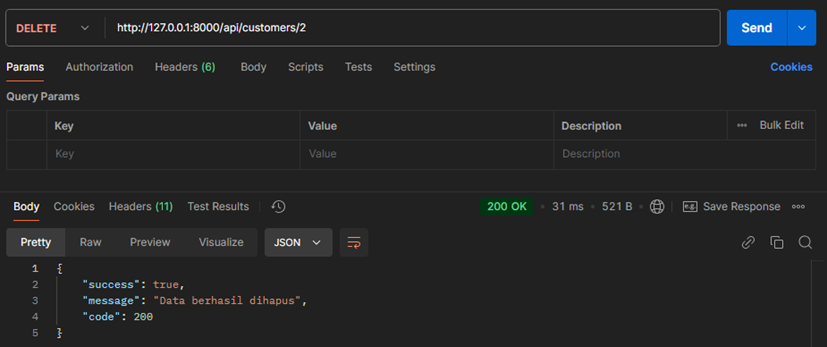 DELETE http://127.0.0.1:8000/api/customers/2 Send
Params Authorization Headers (6) Body Scripts Tests Settings Cookies
Query Params
Key Value Description ••• Bulk Edit
Key Value Description
Body Cookies Headers (11) Test Results 200 OK • 31 ms • 521 B e.g. Save Response •••
Pretty Raw Preview Visualize JSON
1 {
2 "success": true,
3 "message": "Data berhasil dihapus",
4 "code": 200
5 }